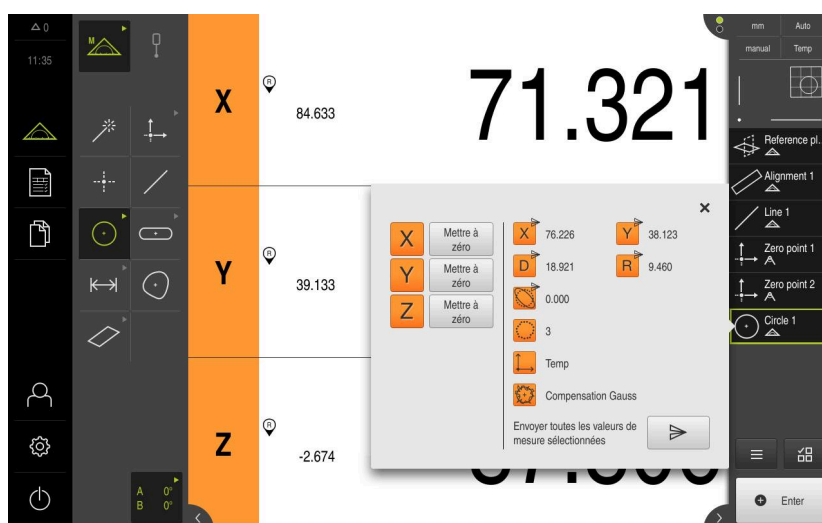 0
11:35
M
A 0°
B 0°
X
R
84.633
71.321
Y
R
39.133
Z
R
-2.674
X Mettre à
zéro
Y Mettre à
zéro
Z Mettre à
zéro
X 76.226 Y 38.123
D 18.921 R 9.460
0.000
3
Temp
Compensation Gauss
Envoyer toutes les valeurs de
mesure sélectionnées
mm Auto
manual Temp
Reference pl.
Alignment 1
Line 1
Zero point 1
Zero point 2
Circle 1
Enter